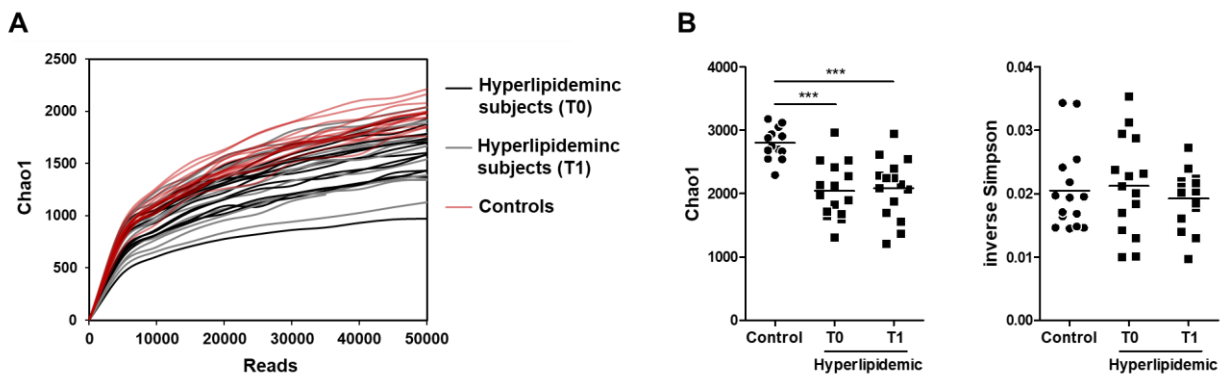 A
2500
2000
1500
1000
500
0
Chao1
0 10000 20000 30000 40000 50000
Reads
Hyperlipideminc
subjects (T0)
Hyperlipideminc
subjects (T1)
Controls
B
4000
3000
2000
1000
0
Chao1
***
***
Control T0 T1
Hyperlipidemic
0.04
0.03
0.02
0.01
0.00
inverse Simpson
Control T0 T1
Hyperlipidemic